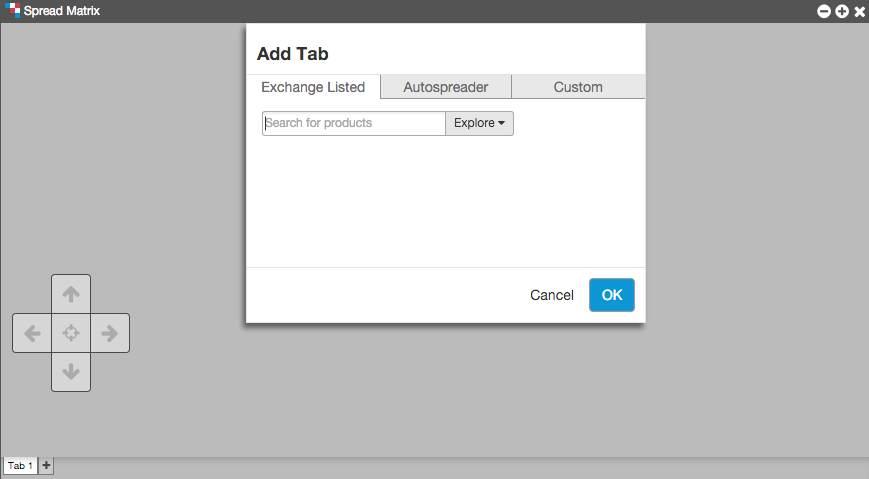 Spread Matrix
Add Tab
Exchange Listed Autospreader Custom
Search for products Explore
Cancel OK
Tab 1